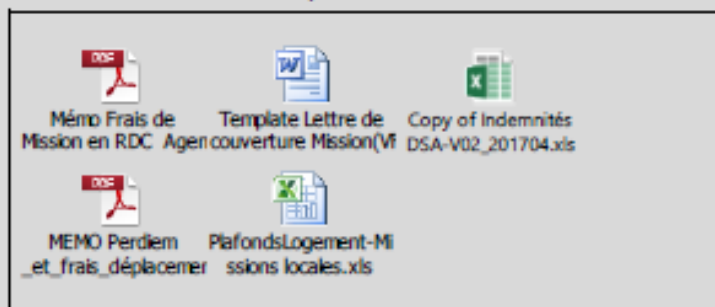 PDF
Mémo Frais de
Mission en RDC Agen
Template Lettre de
couverture Mission(Vi
Copy of Indemnités
DSA-V02_201704.xls
PDF
MEMO Perdiem
_et_frais_déplacemer
PlafondsLogement-Mi
ssions locales.xls